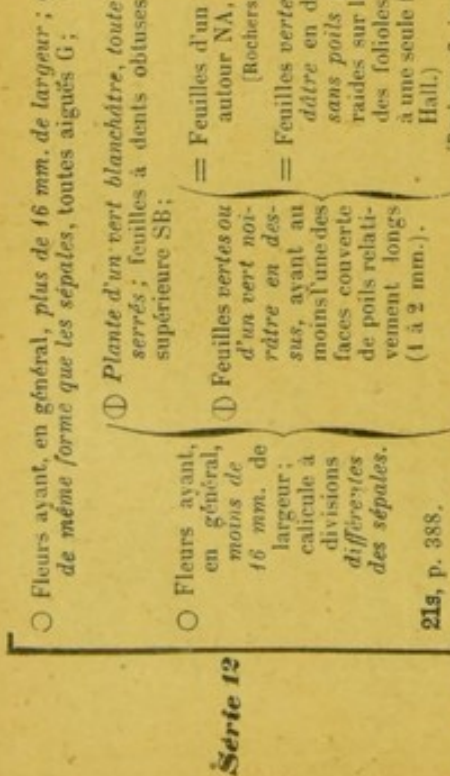 Série 12
○ Fleurs ayant, en général, plus de 16 mm. de largeur ;
de même forme que les sépales, toutes aiguës G ;
○ Fleurs ayant,
en général,
moins de
16 mm. de
largeur ;
calicule à
divisions
différentes
des sépales.
⦶ Plante d'un vert blanchâtre, toute
serrés ; feuilles à dents obtuses
supérieure SB ;
⦶ Feuilles vertes ou
d'un vert noi-
râtre en des-
sus, ayant au
moins l'une des
faces couverte
de poils relati-
vement longs
(1 à 2 mm.).
= Feuilles d'un
autour NA,
[Rochers
= Feuilles verte
dâtre en d
sans poils
raides sur l
des folioles
à une seule
Hall.)
21s, p. 388.